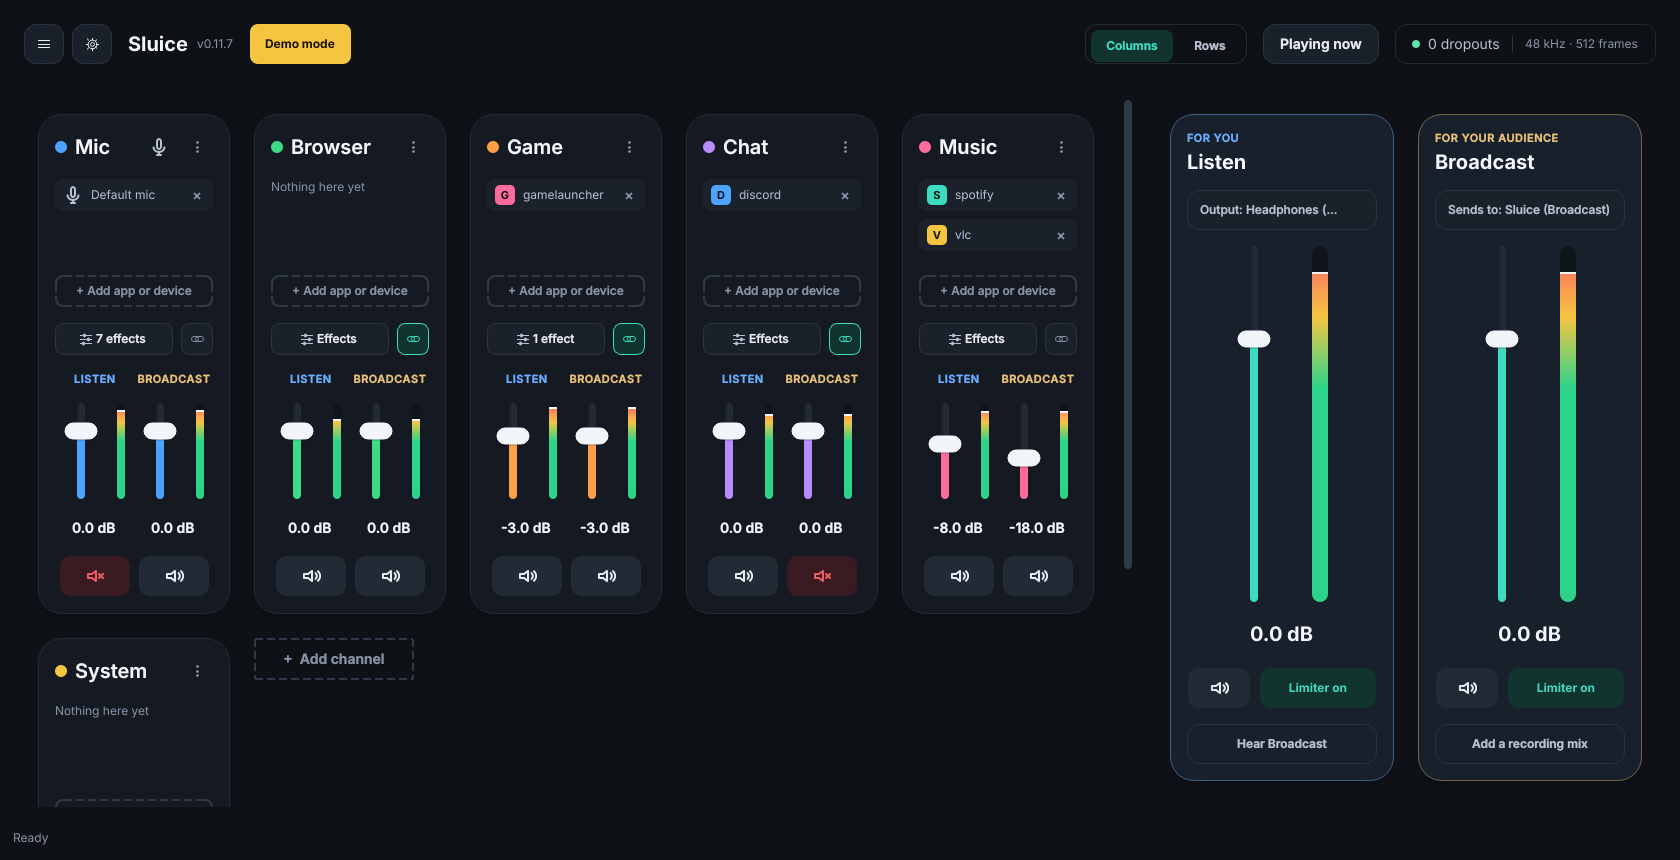 Sluice v0.11.7 Demo mode
Columns Rows Playing now 0 dropouts 48 kHz · 512 frames
Mic
Default mic ×
+ Add app or device
7 effects
LISTEN BROADCAST
0.0 dB 0.0 dB
Browser
Nothing here yet
+ Add app or device
Effects
LISTEN BROADCAST
0.0 dB 0.0 dB
Game
G gamelauncher ×
+ Add app or device
1 effect
LISTEN BROADCAST
-3.0 dB -3.0 dB
Chat
D discord ×
+ Add app or device
Effects
LISTEN BROADCAST
0.0 dB 0.0 dB
Music
S spotify ×
V vlc ×
+ Add app or device
Effects
LISTEN BROADCAST
-8.0 dB -18.0 dB
System
Nothing here yet
+ Add channel
FOR YOU
Listen
Output: Headphones (...
0.0 dB
Limiter on
Hear Broadcast
FOR YOUR AUDIENCE
Broadcast
Sends to: Sluice (Broadcast)
0.0 dB
Limiter on
Add a recording mix
Ready